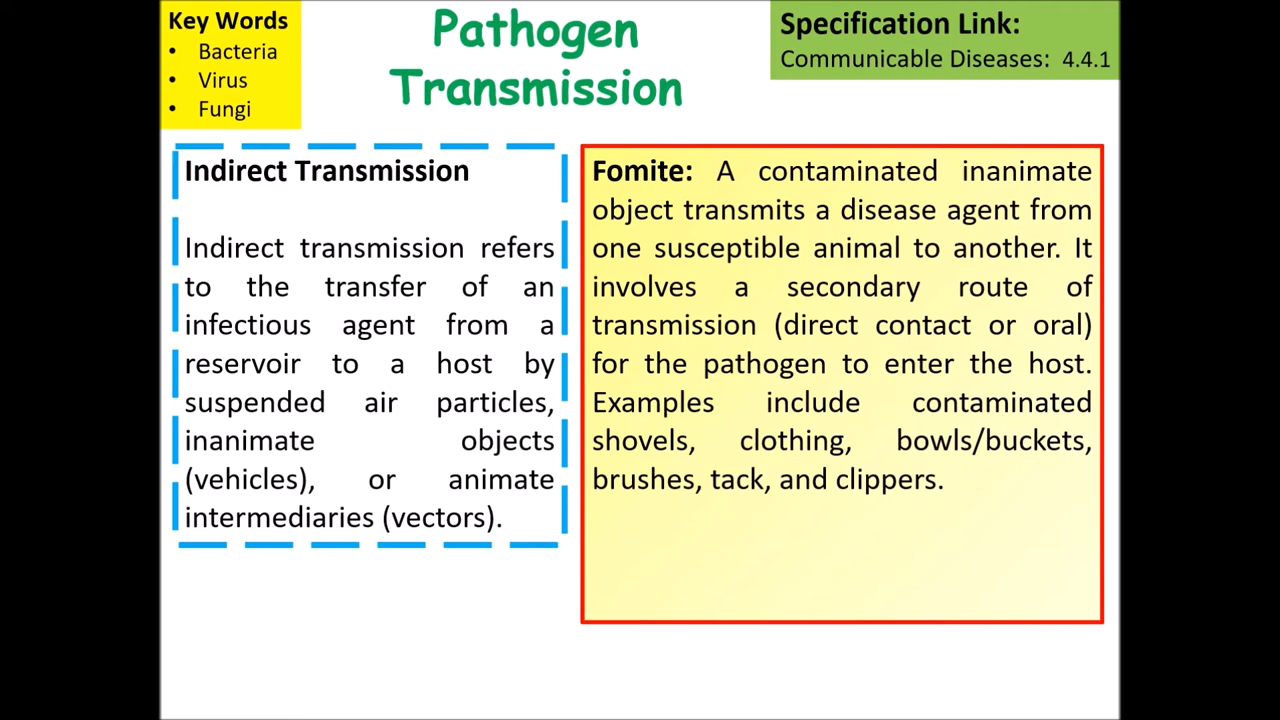 Key Words
• Bacteria
• Virus
• Fungi
Pathogen
Transmission
Specification Link:
Communicable Diseases: 4.4.1
Indirect Transmission
Indirect transmission refers
to the transfer of an
infectious agent from a
reservoir to a host by
suspended air particles,
inanimate objects
(vehicles), or animate
intermediaries (vectors).
Fomite: A contaminated inanimate
object transmits a disease agent from
one susceptible animal to another. It
involves a secondary route of
transmission (direct contact or oral)
for the pathogen to enter the host.
Examples include contaminated
shovels, clothing, bowls/buckets,
brushes, tack, and clippers.